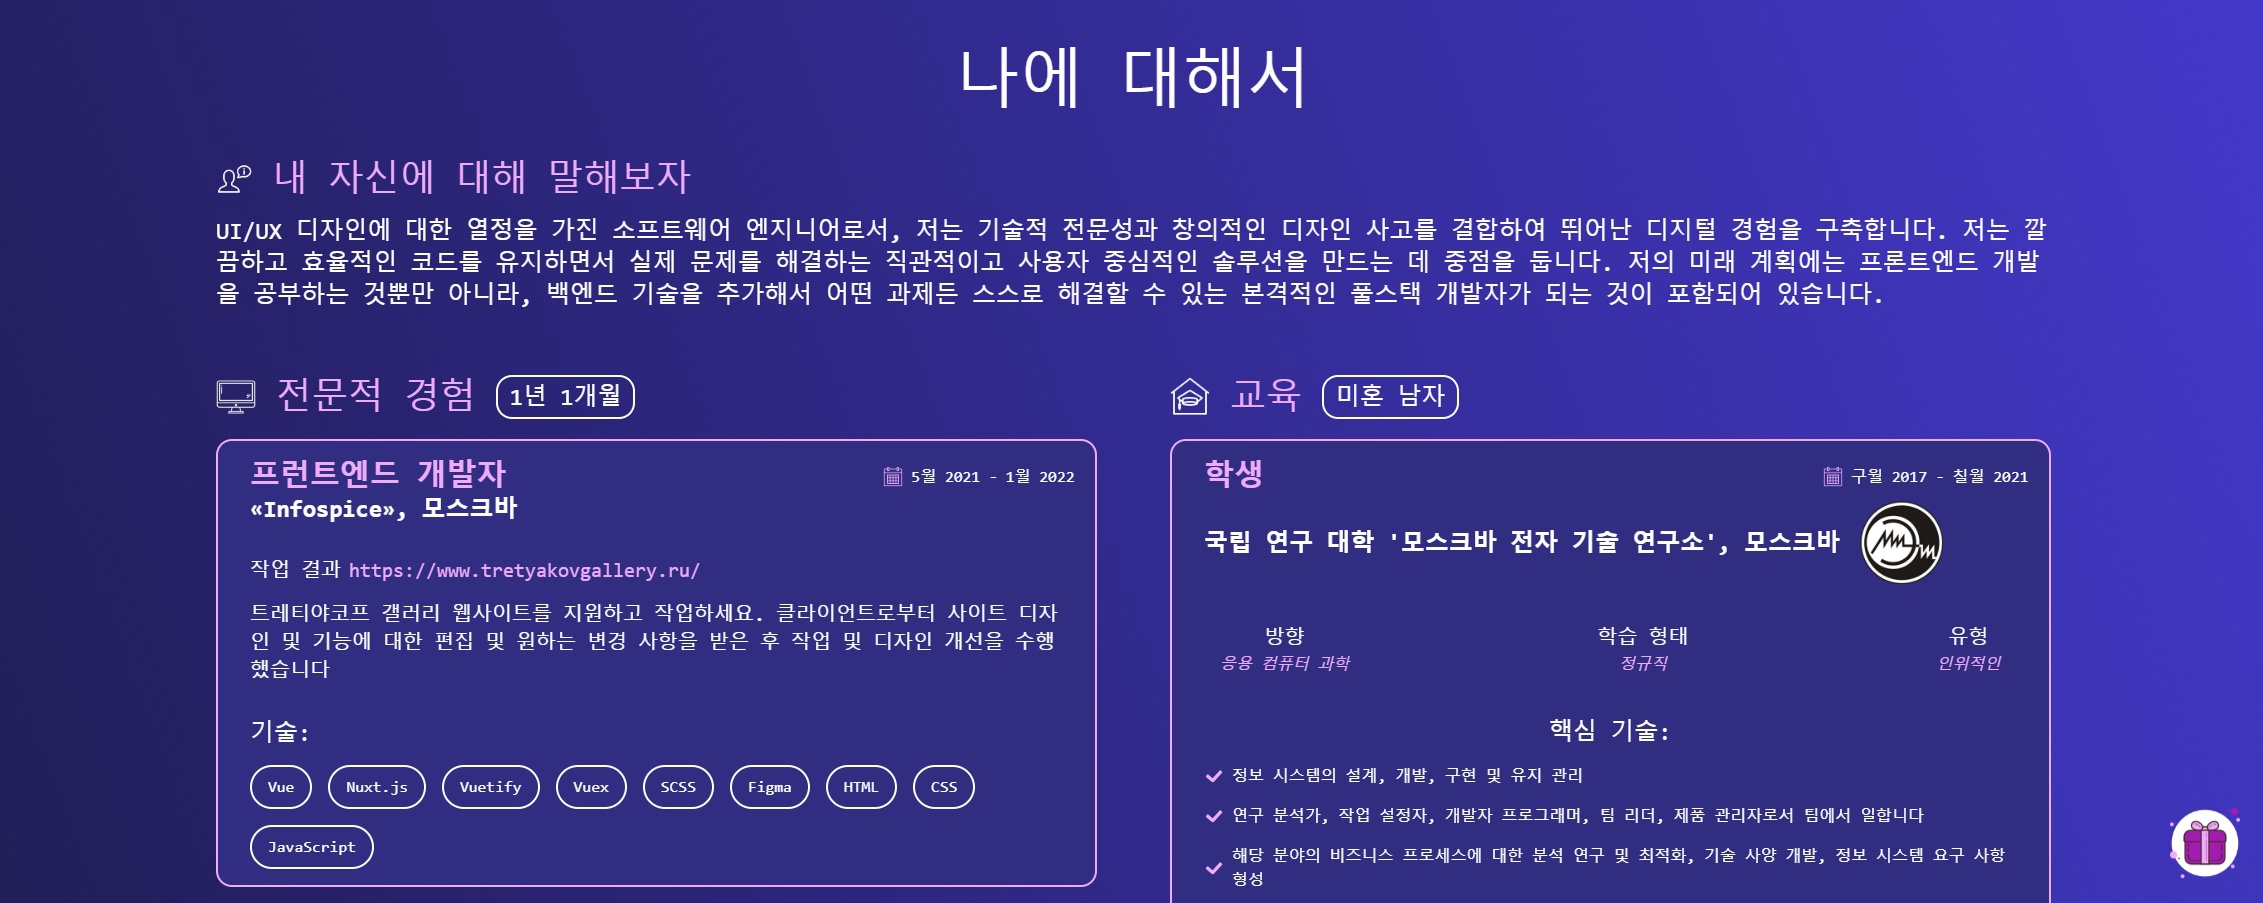 나에 대해서
내 자신에 대해 말해보자
UI/UX 디자인에 대한 열정을 가진 소프트웨어 엔지니어로서, 저는 기술적 전문성과 창의적인 디자인 사고를 결합하여 뛰어난 디지털 경험을 구축합니다. 저는 깔
끔하고 효율적인 코드를 유지하면서 실제 문제를 해결하는 직관적이고 사용자 중심적인 솔루션을 만드는 데 중점을 둡니다. 저의 미래 계획에는 프론트엔드 개발
을 공부하는 것뿐만 아니라, 백엔드 기술을 추가해서 어떤 과제든 스스로 해결할 수 있는 본격적인 풀스택 개발자가 되는 것이 포함되어 있습니다.
전문적 경험 1년 1개월
프런트엔드 개발자 5월 2021 - 1월 2022
«Infospice», 모스크바
작업 결과 https://www.tretyakovgallery.ru/
트레티야코프 갤러리 웹사이트를 지원하고 작업하세요. 클라이언트로부터 사이트 디자
인 및 기능에 대한 편집 및 원하는 변경 사항을 받은 후 작업 및 디자인 개선을 수행
했습니다
기술:
Vue Nuxt.js Vuetify Vuex SCSS Figma HTML CSS
JavaScript
교육 미혼 남자
학생 구월 2017 - 칠월 2021
국립 연구 대학 '모스크바 전자 기술 연구소', 모스크바
방향 학습 형태 유형
응용 컴퓨터 과학 정규직 인위적인
핵심 기술:
정보 시스템의 설계, 개발, 구현 및 유지 관리
연구 분석가, 작업 설정자, 개발자 프로그래머, 팀 리더, 제품 관리자로서 팀에서 일합니다
해당 분야의 비즈니스 프로세스에 대한 분석 연구 및 최적화, 기술 사양 개발, 정보 시스템 요구 사항
형성